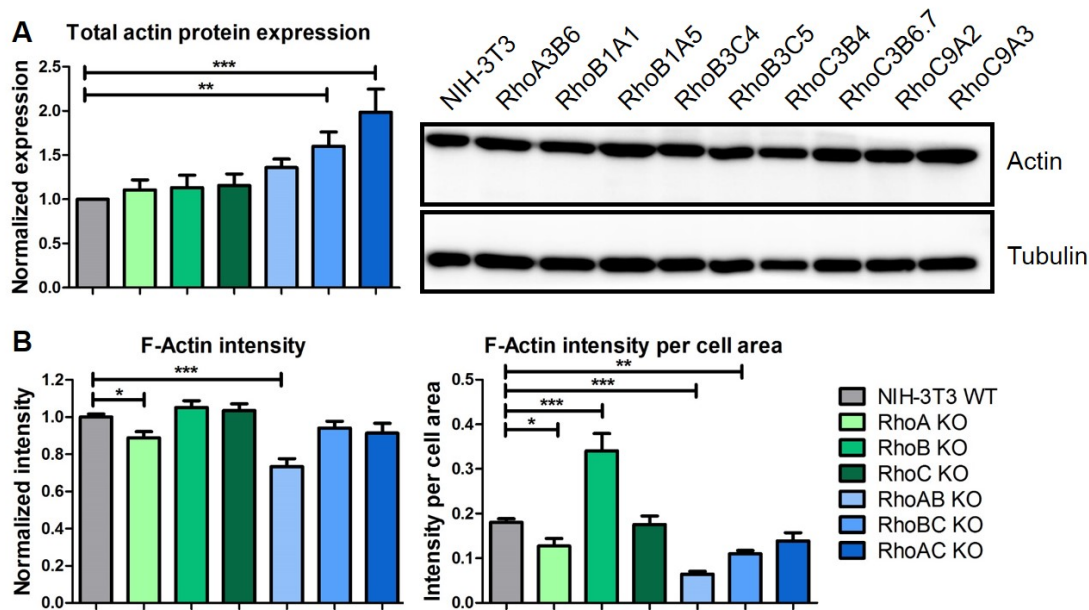 A
Total actin protein expression
Normalized expression
2.5
2.0
1.5
1.0
0.5
0.0
***
**
NIH-3T3
RhoA3B6
RhoB1A1
RhoB1A5
RhoB3C4
RhoB3C5
RhoC3B4
RhoC3B6.7
RhoC9A2
RhoC9A3
Actin
Tubulin
B
F-Actin intensity
Normalized intensity
1.2
1.0
0.8
0.6
0.4
0.2
0.0
***
*
F-Actin intensity per cell area
Intensity per cell area
0.5
0.4
0.3
0.2
0.1
0.0
**
***
***
*
NIH-3T3 WT
RhoA KO
RhoB KO
RhoC KO
RhoAB KO
RhoBC KO
RhoAC KO